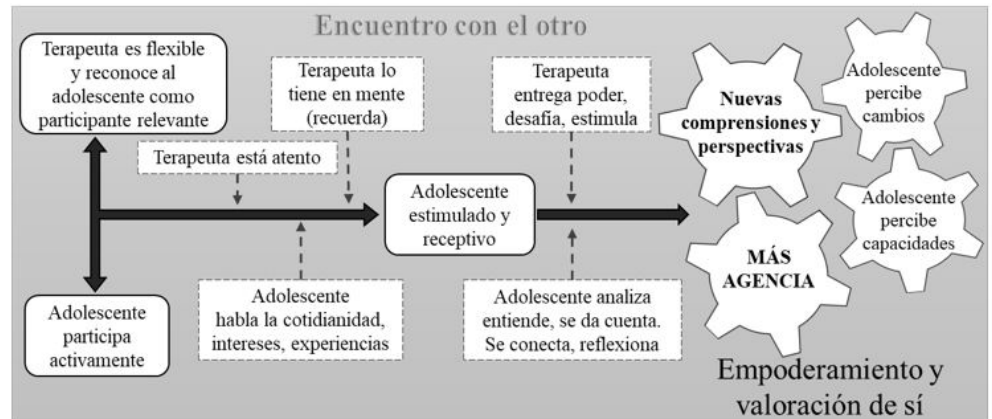 Encuentro con el otro
Terapeuta es flexible
y reconoce al
adolescente como
participante relevante
Terapeuta lo
tiene en mente
(recuerda)
Terapeuta está atento
Terapeuta
entrega poder,
desafía, estimula
Adolescente
estimulado y
receptivo
Adolescente
participa
activamente
Adolescente
habla la cotidianidad,
intereses, experiencias
Adolescente analiza
entiende, se da cuenta.
Se conecta, reflexiona
Nuevas
comprensiones y
perspectivas
Adolescente
percibe
cambios
Adolescente
percibe
capacidades
MÁS
AGENCIA
Empoderamiento y
valoración de sí